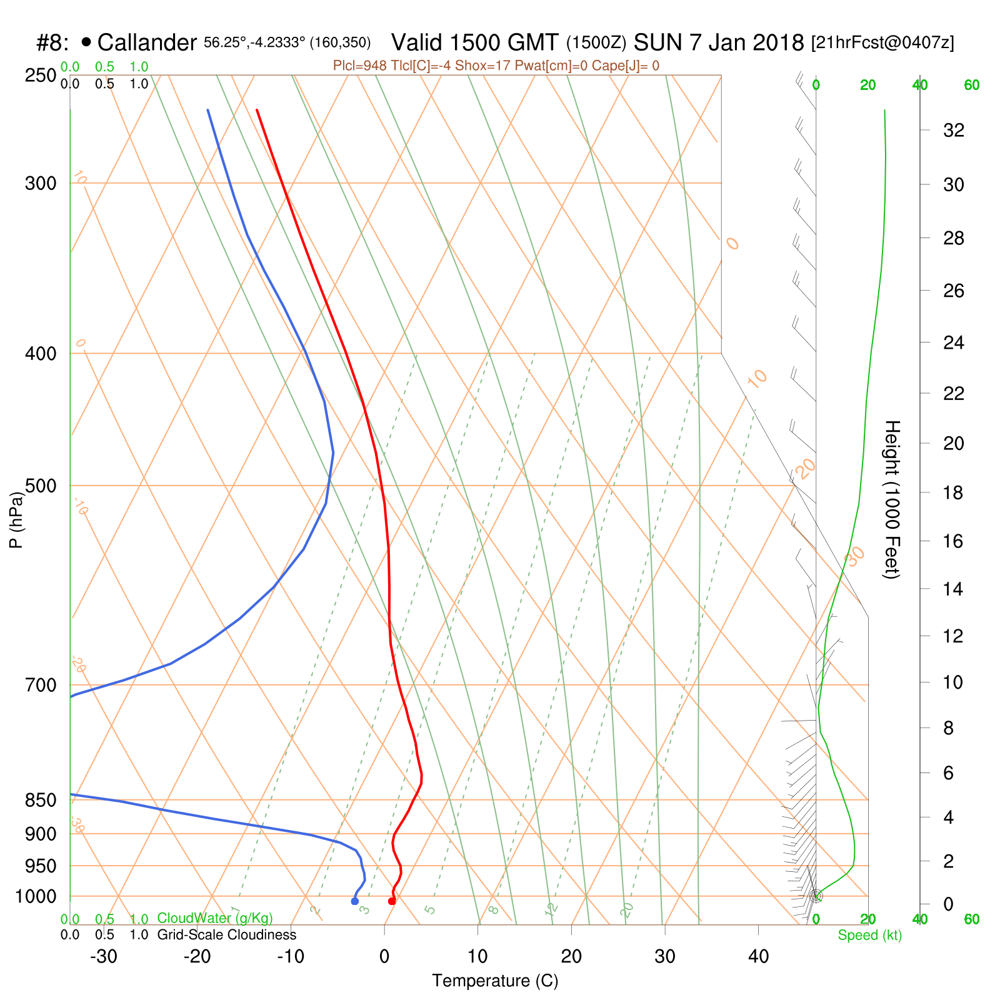 #8: ● Callander 56.25°,-4.2333° (160,350) Valid 1500 GMT (1500Z) SUN 7 Jan 2018 [21hrFcst@0407z]
Plcl=948 Tlcl[C]=-4 Shox=17 Pwat[cm]=0 Cape[J]= 0
0.0 0.5 1.0
0.0 0.5 1.0
0 20 40 60
250
300
400
500
700
850
900
950
1000
P (hPa)
10
0
-10
-20
-30
0
10
20
30
1 2 3 5 8 12 20
32
30
28
26
24
22
20
18
16
14
12
10
8
6
4
2
0
Height (1000 Feet)
0.0 0.5 1.0 CloudWater (g/Kg)
0.0 0.5 1.0 Grid-Scale Cloudiness
0 20 40 60
Speed (kt)
-30 -20 -10 0 10 20 30 40
Temperature (C)